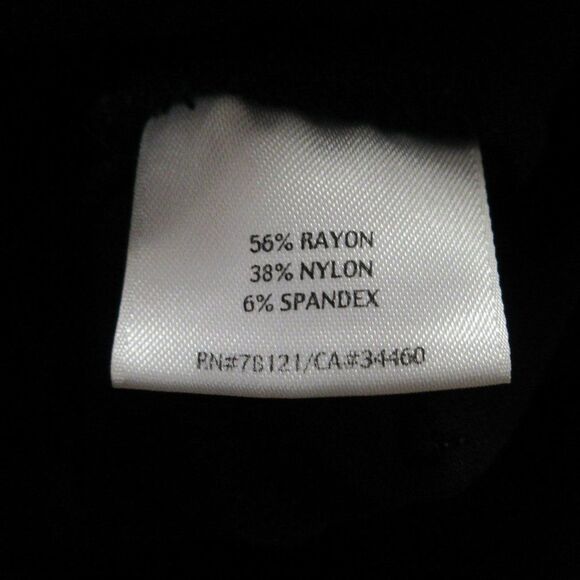 56% RAYON
38% NYLON
6% SPANDEX
RN#78121/CA#34460